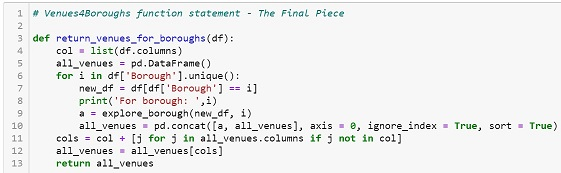 1 # Venues4Boroughs function statement - The Final Piece
2
3 def return_venues_for_boroughs(df):
4     col = list(df.columns)
5     all_venues = pd.DataFrame()
6     for i in df['Borough'].unique():
7         new_df = df[df['Borough'] == i]
8         print('For borough: ',i)
9         a = explore_borough(new_df, i)
10         all_venues = pd.concat([a, all_venues], axis = 0, ignore_index = True, sort = True)
11     cols = col + [j for j in all_venues.columns if j not in col]
12     all_venues = all_venues[cols]
13     return all_venues